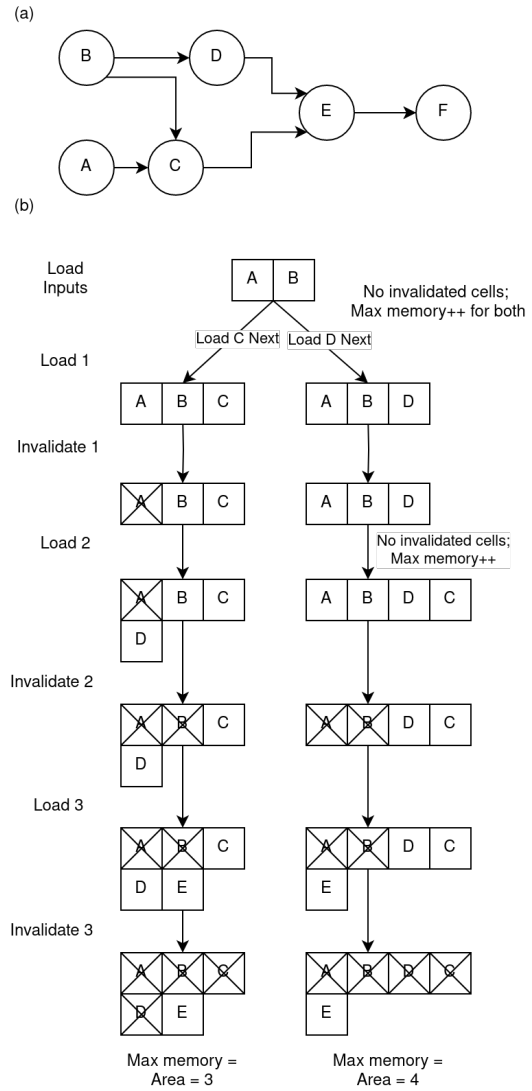 (a)
B
D
E
F
A
C
(b)
Load
Inputs
A B
No invalidated cells;
Max memory++ for both
Load C Next
Load D Next
Load 1
A B C
A B D
Invalidate 1
A B C
A B D
Load 2
No invalidated cells;
Max memory++
A B C
D
A B D C
Invalidate 2
A B C
D
A B D C
Load 3
A B C
D E
A B D C
E
Invalidate 3
A B C
D E
A B D C
E
Max memory =
Area = 3
Max memory =
Area = 4